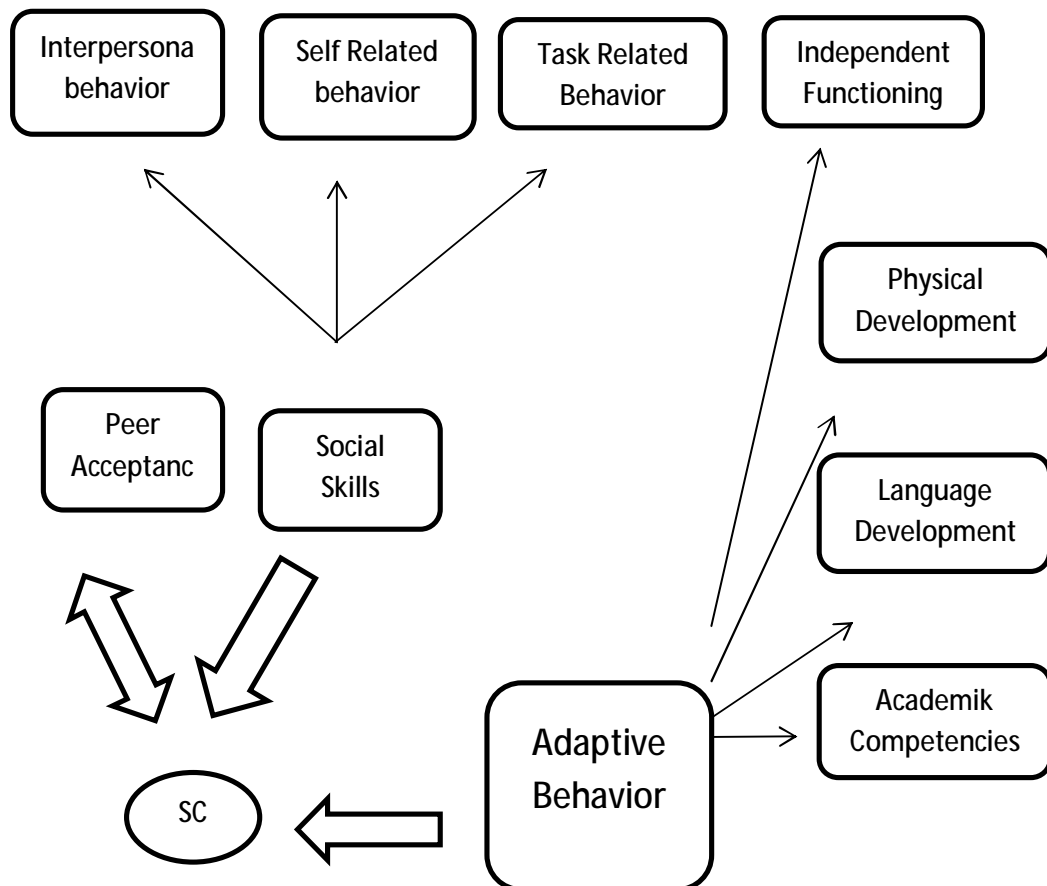 Interpersona
behavior
Self Related
behavior
Task Related
Behavior
Independent
Functioning
Physical
Development
Peer
Acceptanc
Social
Skills
Language
Development
Adaptive
Behavior
Academik
Competencies
SC